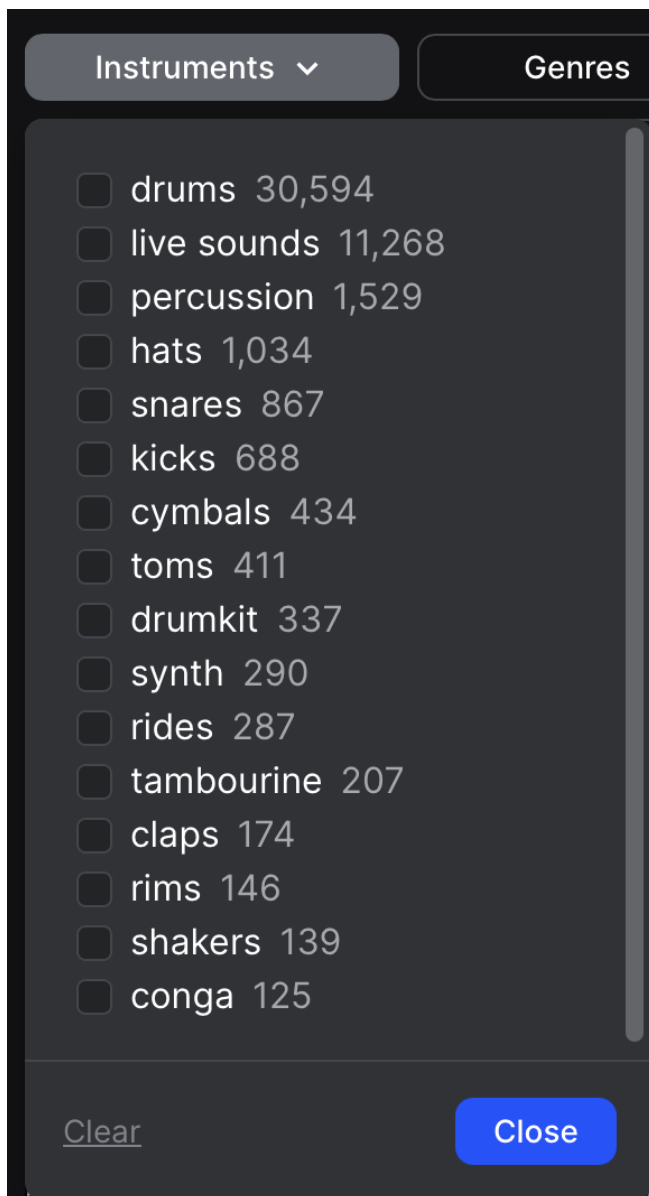 Instruments Genres
drums 30,594
live sounds 11,268
percussion 1,529
hats 1,034
snares 867
kicks 688
cymbals 434
toms 411
drumkit 337
synth 290
rides 287
tambourine 207
claps 174
rims 146
shakers 139
conga 125
Clear Close